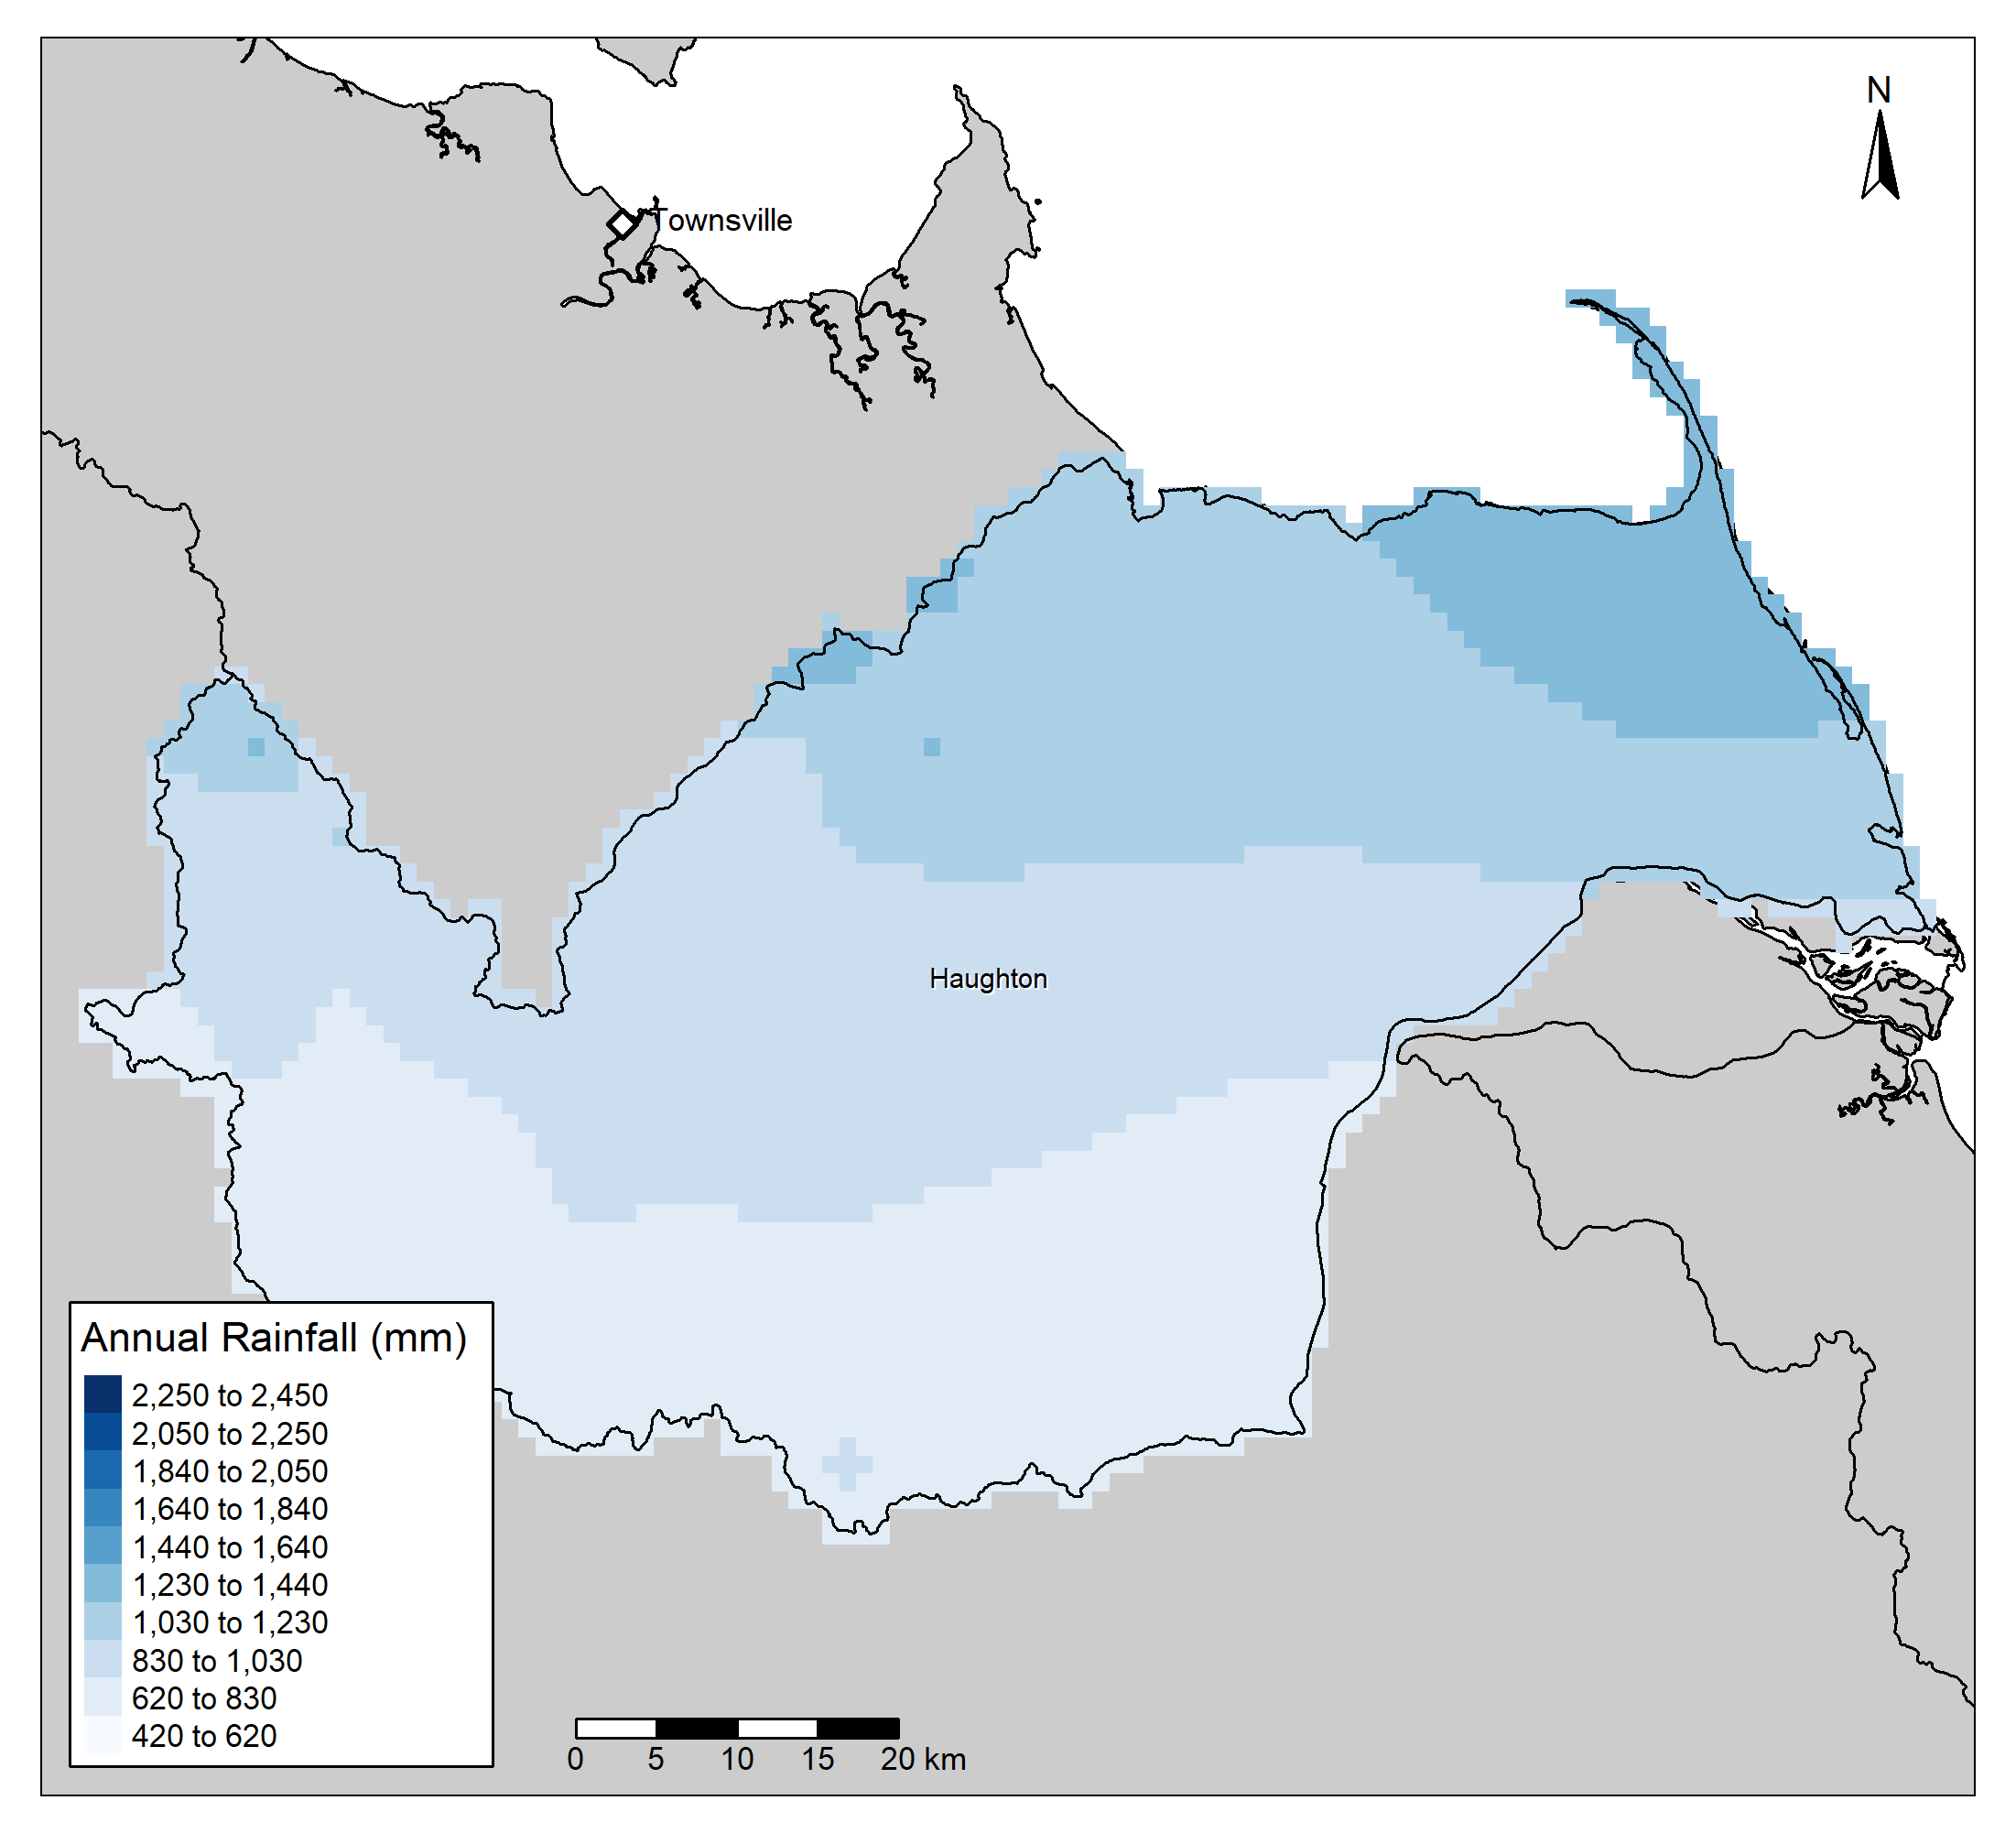 N
Townsville
Haughton
Annual Rainfall (mm)
2,250 to 2,450
2,050 to 2,250
1,840 to 2,050
1,640 to 1,840
1,440 to 1,640
1,230 to 1,440
1,030 to 1,230
830 to 1,030
620 to 830
420 to 620
0 5 10 15 20 km